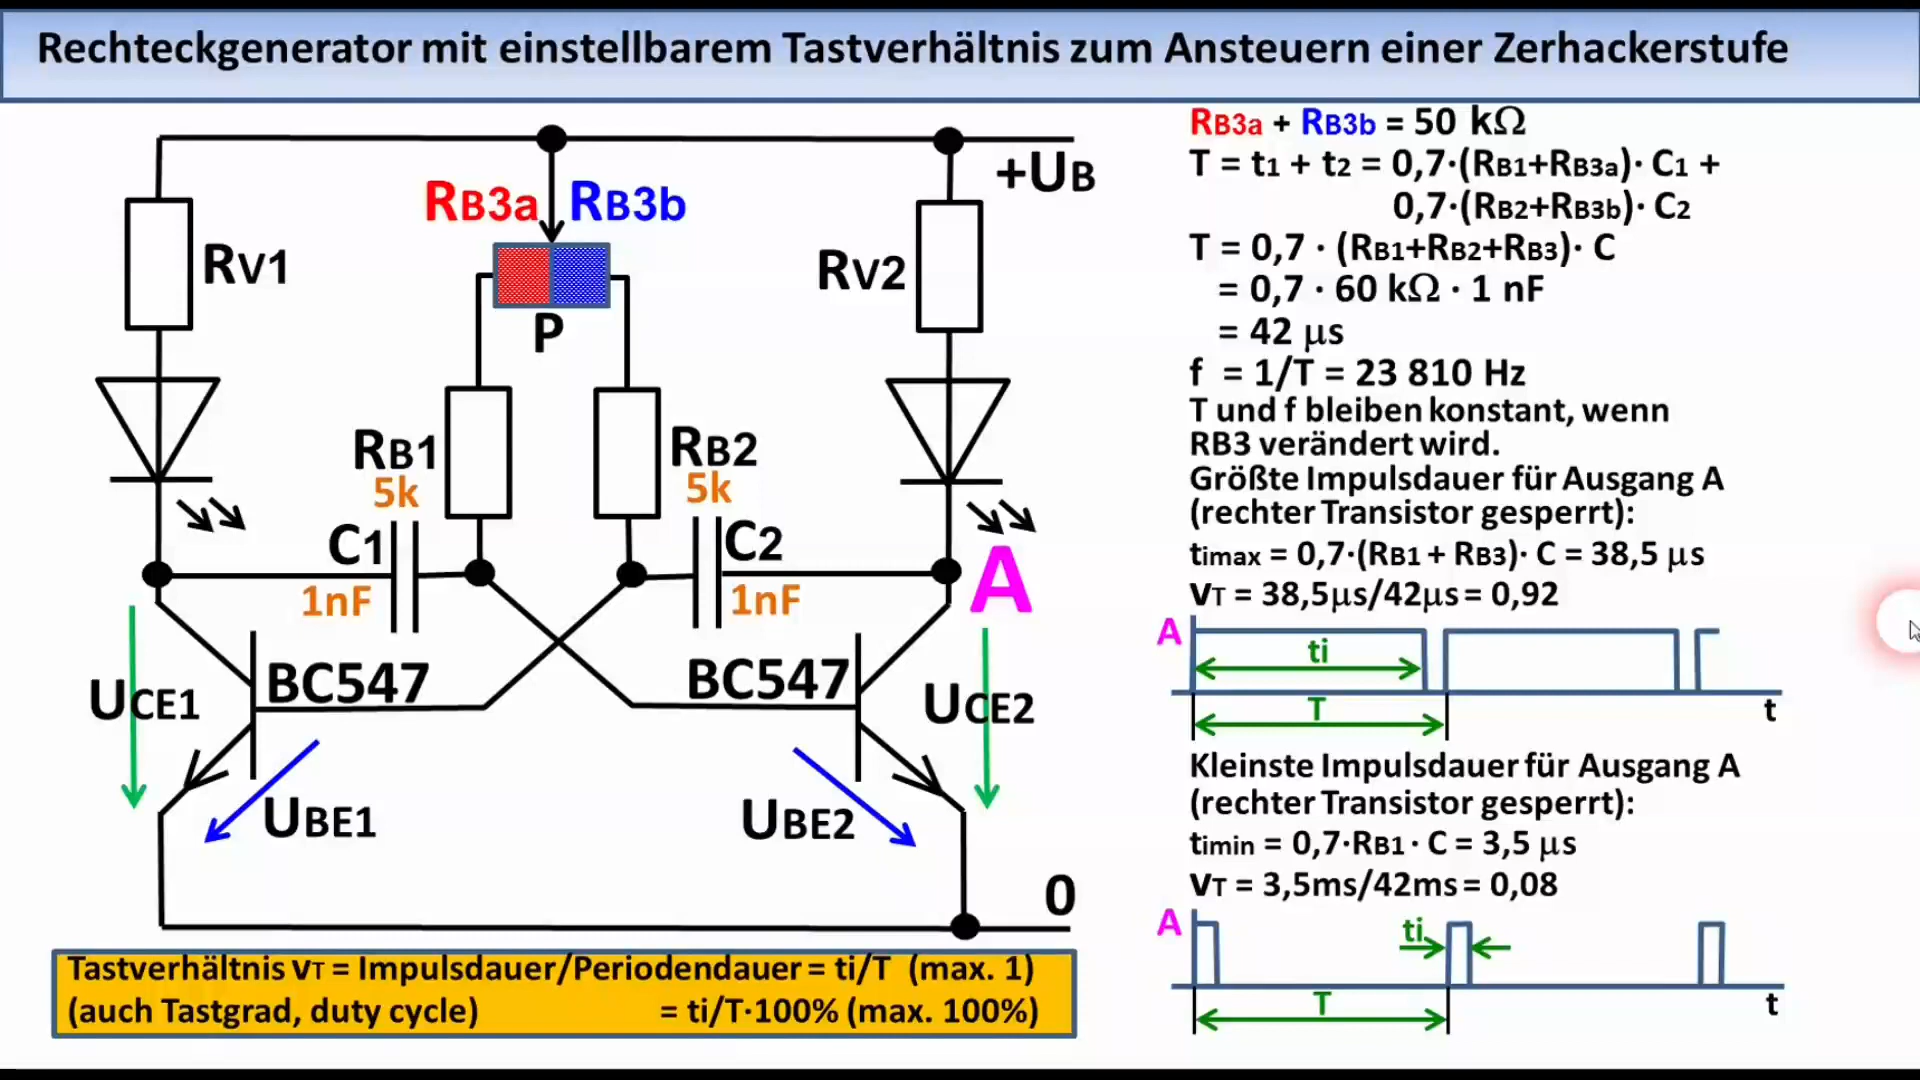 Rechteckgenerator mit einstellbarem Tastverhältnis zum Ansteuern einer Zerhackerstufe
+UB
RB3a RB3b
RV1
RV2
P
RB1
5k
RB2
5k
C1
1nF
C2
1nF
A
BC547
BC547
UCE1
UCE2
UBE1
UBE2
0
Tastverhältnis VT = Impulsdauer/Periodendauer = ti/T (max. 1)
(auch Tastgrad, duty cycle) = ti/T·100% (max. 100%)
RB3a + RB3b = 50 kΩ
T = t1 + t2 = 0,7·(RB1+RB3a)· C1 +
0,7·(RB2+RB3b)· C2
T = 0,7 · (RB1+RB2+RB3)· C
= 0,7 · 60 kΩ · 1 nF
= 42 µs
f = 1/T = 23 810 Hz
T und f bleiben konstant, wenn
RB3 verändert wird.
Größte Impulsdauer für Ausgang A
(rechter Transistor gesperrt):
timax = 0,7·(RB1 + RB3)· C = 38,5 µs
VT = 38,5µs/42µs = 0,92
A
ti
T
t
Kleinste Impulsdauer für Ausgang A
(rechter Transistor gesperrt):
timin = 0,7·RB1 · C = 3,5 µs
VT = 3,5ms/42ms = 0,08
A
ti
T
t